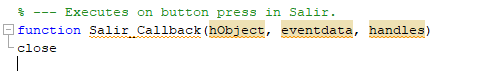 % --- Executes on button press in Salir.
function Salir_Callback(hObject, eventdata, handles)
close